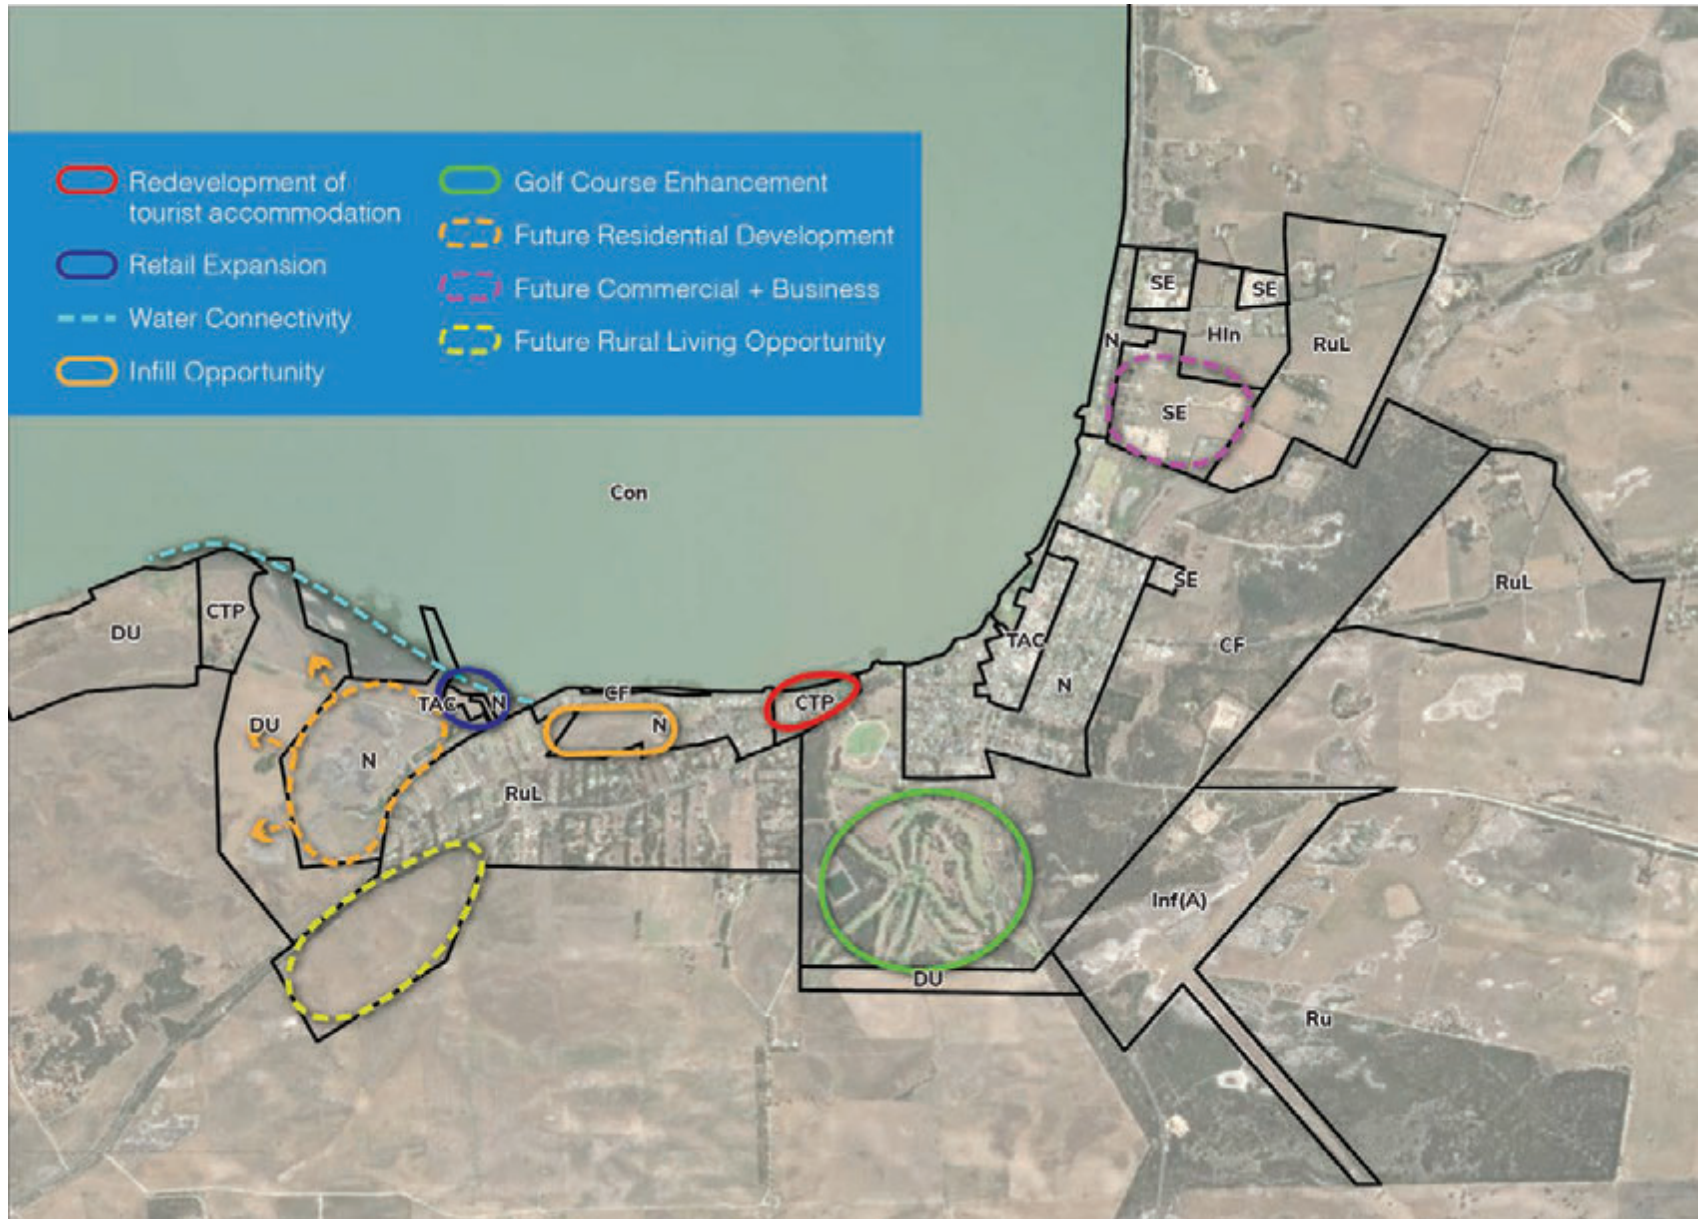 Redevelopment of
tourist accommodation
Retail Expansion
Water Connectivity
Infill Opportunity
Golf Course Enhancement
Future Residential Development
Future Commercial + Business
Future Rural Living Opportunity
SE
SE
N
HIn
RuL
SE
Con
SE
RuL
DU
CTP
TAC
CF
N
DU
TAC
N
CF
N
CTP
N
RuL
Inf(A)
DU
Ru